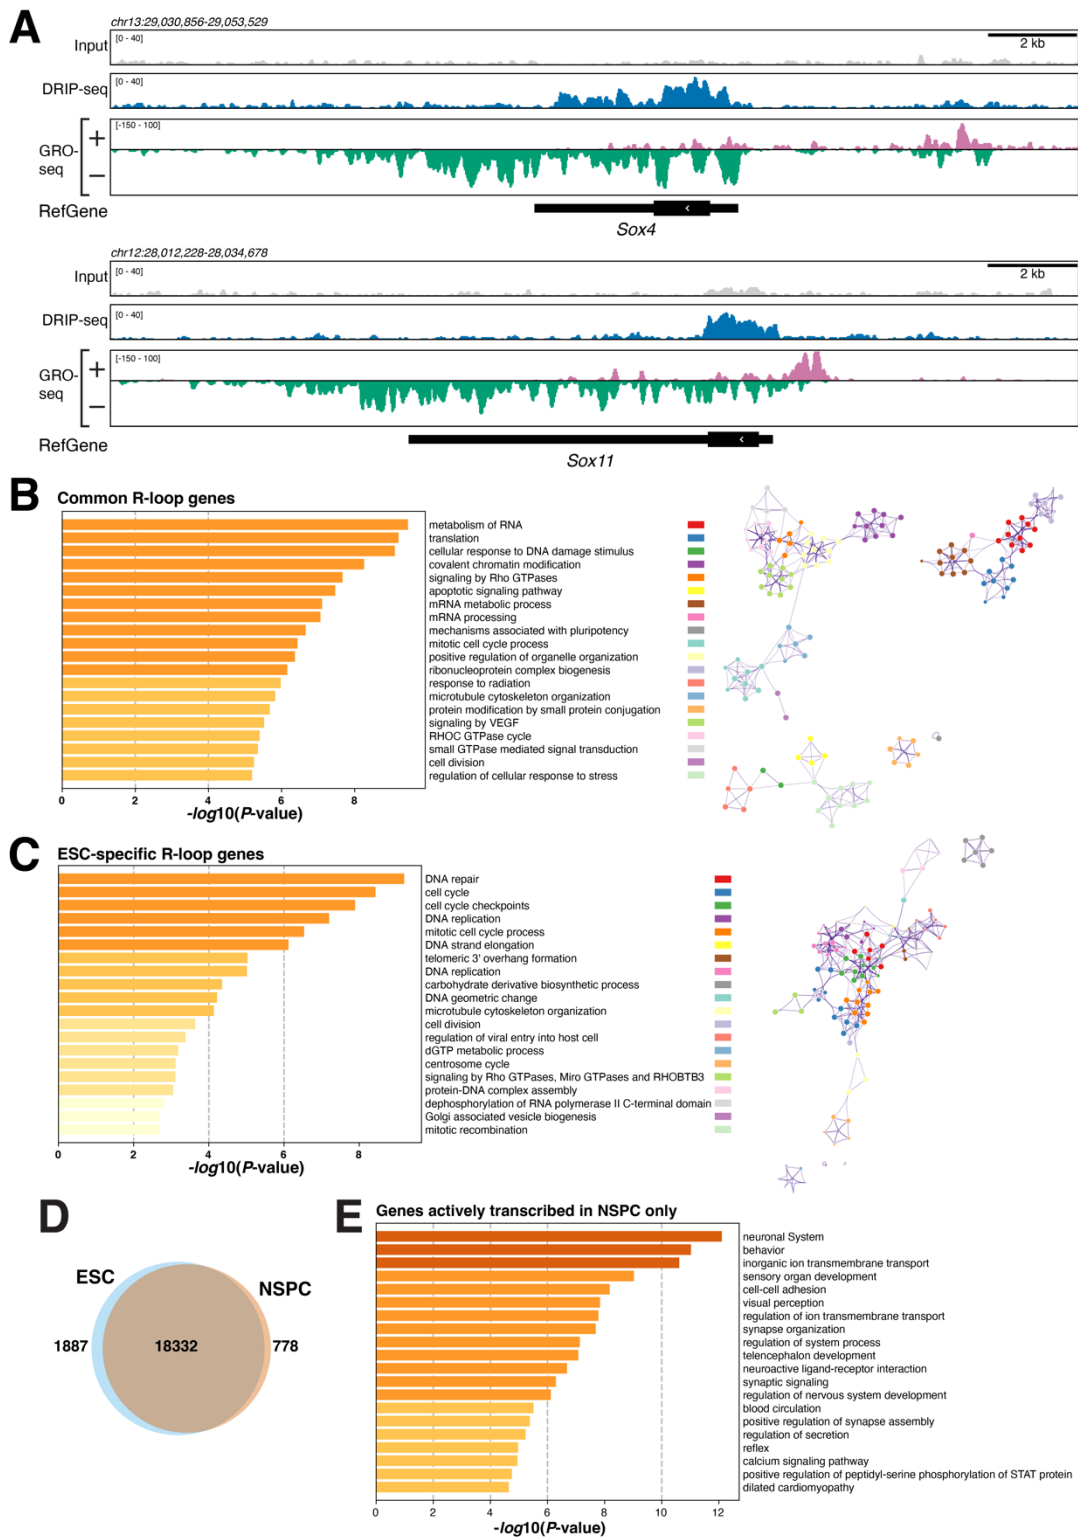 A
chr13:29,030,856-29,053,529
Input
[0 - 40]
2 kb
DRIP-seq
[0 - 40]
GRO-
seq
+
−
[-150 - 100]
RefGene
Sox4
chr12:28,012,228-28,034,678
Input
[0 - 40]
2 kb
DRIP-seq
[0 - 40]
GRO-
seq
+
−
[-150 - 100]
RefGene
Sox11
B
Common R-loop genes
metabolism of RNA
translation
cellular response to DNA damage stimulus
covalent chromatin modification
signaling by Rho GTPases
apoptotic signaling pathway
mRNA metabolic process
mRNA processing
mechanisms associated with pluripotency
mitotic cell cycle process
positive regulation of organelle organization
ribonucleoprotein complex biogenesis
response to radiation
microtubule cytoskeleton organization
protein modification by small protein conjugation
signaling by VEGF
RHOC GTPase cycle
small GTPase mediated signal transduction
cell division
regulation of cellular response to stress
0 2 4 6 8
-log10(P-value)
C
ESC-specific R-loop genes
DNA repair
cell cycle
cell cycle checkpoints
DNA replication
mitotic cell cycle process
DNA strand elongation
telomeric 3' overhang formation
DNA replication
carbohydrate derivative biosynthetic process
DNA geometric change
microtubule cytoskeleton organization
cell division
regulation of viral entry into host cell
dGTP metabolic process
centrosome cycle
signaling by Rho GTPases, Miro GTPases and RHOBTB3
protein-DNA complex assembly
dephosphorylation of RNA polymerase II C-terminal domain
Golgi associated vesicle biogenesis
mitotic recombination
0 2 4 6 8
-log10(P-value)
D
ESC
NSPC
1887
18332
778
E
Genes actively transcribed in NSPC only
neuronal System
behavior
inorganic ion transmembrane transport
sensory organ development
cell-cell adhesion
visual perception
regulation of ion transmembrane transport
synapse organization
regulation of system process
telencephalon development
neuroactive ligand-receptor interaction
synaptic signaling
regulation of nervous system development
blood circulation
positive regulation of synapse assembly
regulation of secretion
reflex
calcium signaling pathway
positive regulation of peptidyl-serine phosphorylation of STAT protein
dilated cardiomyopathy
0 2 4 6 8 10 12
-log10(P-value)